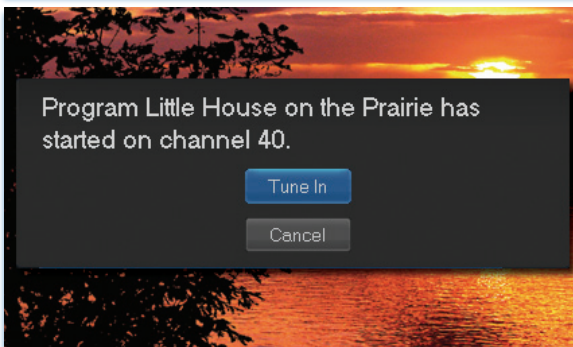 Program Little House on the Prairie has
started on channel 40.
Tune In
Cancel